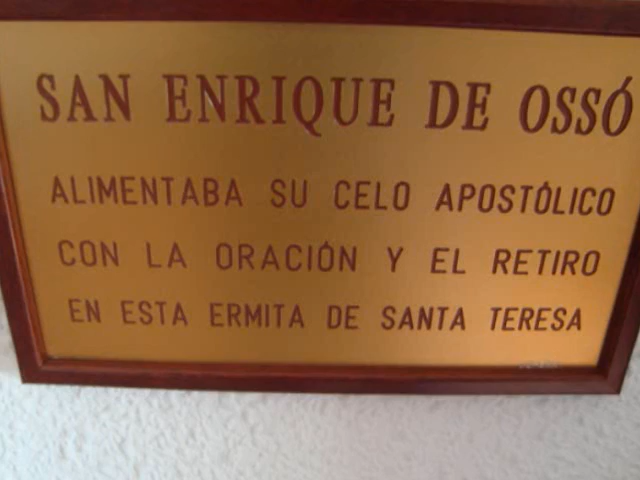 SAN ENRIQUE DE OSSÓ
ALIMENTABA SU CELO APOSTÓLICO
CON LA ORACIÓN Y EL RETIRO
EN ESTA ERMITA DE SANTA TERESA